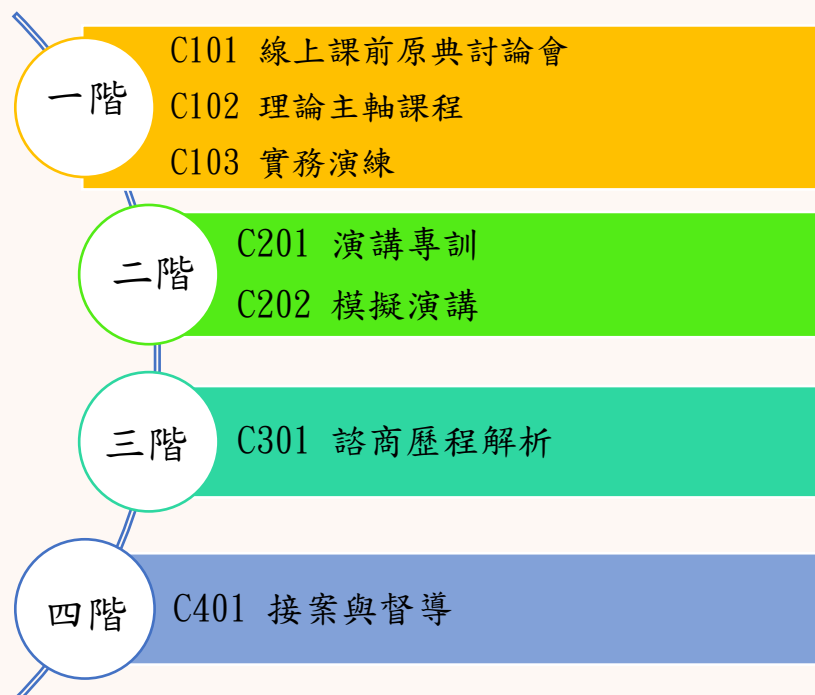 一階
C101 線上課前原典討論會
C102 理論主軸課程
C103 實務演練
二階
C201 演講專訓
C202 模擬演講
三階
C301 諮商歷程解析
四階
C401 接案與督導